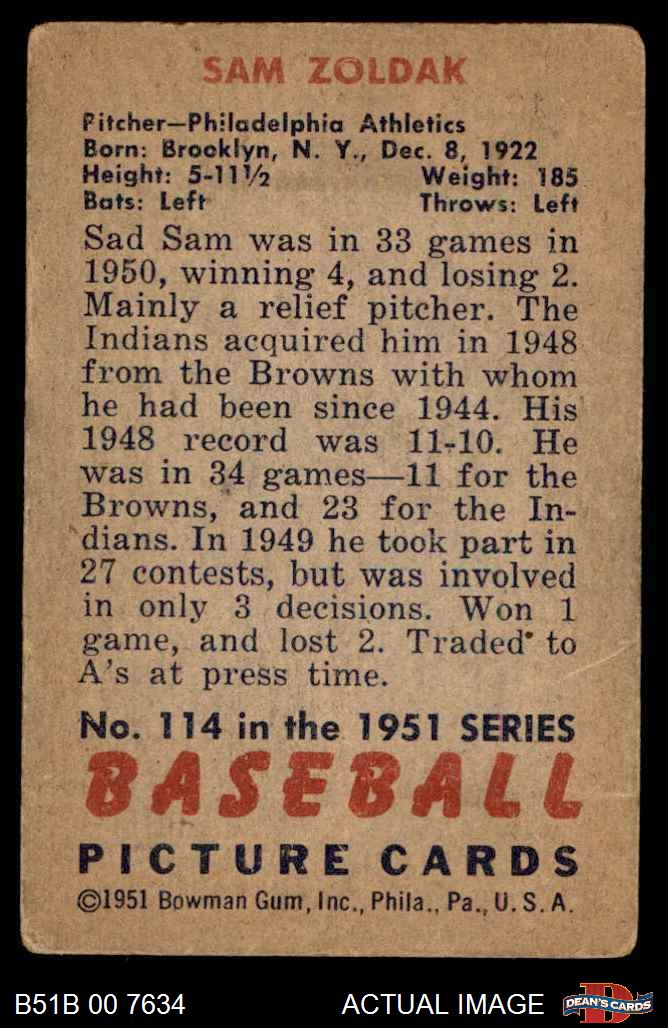 SAM ZOLDAK
Pitcher—Philadelphia Athletics
Born: Brooklyn, N. Y., Dec. 8, 1922
Height: 5-11½ Weight: 185
Bats: Left Throws: Left
Sad Sam was in 33 games in
1950, winning 4, and losing 2.
Mainly a relief pitcher. The
Indians acquired him in 1948
from the Browns with whom
he had been since 1944. His
1948 record was 11-10. He
was in 34 games—11 for the
Browns, and 23 for the In-
dians. In 1949 he took part in
27 contests, but was involved
in only 3 decisions. Won 1
game, and lost 2. Traded to
A's at press time.
No. 114 in the 1951 SERIES
BASEBALL
PICTURE CARDS
©1951 Bowman Gum, Inc., Phila., Pa., U. S. A.
B51B 00 7634 ACTUAL IMAGE D DEAN'S CARDS